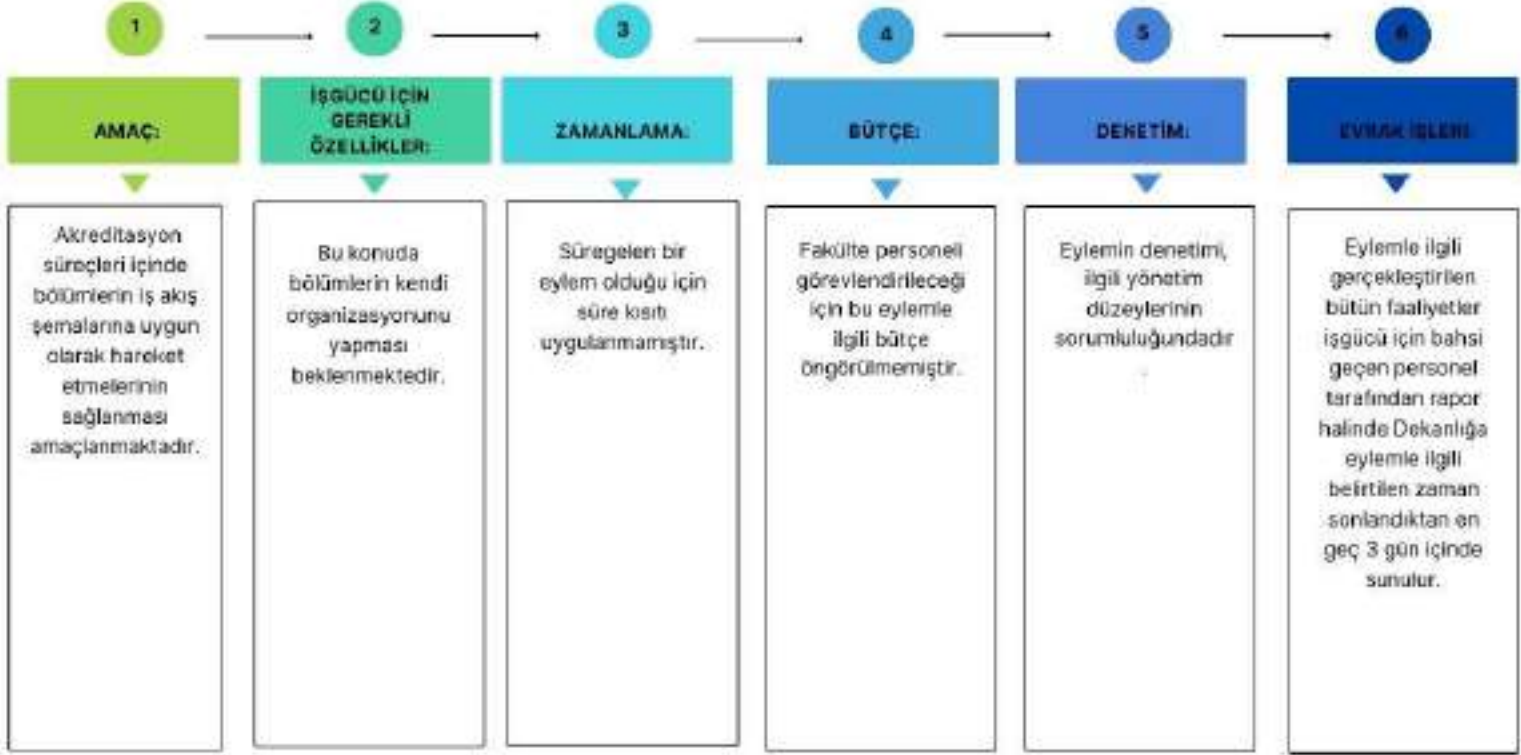 1
2
3
4
5
6
AMAÇ:
İŞGÜCÜ İÇİN
GEREKLİ
ÖZELLİKLER:
ZAMANLAMA:
BÜTÇE:
DENETİM:
EVRAK İŞLERİ:
Akreditasyon
süreçleri içinde
bölümlerin iş akış
şemalarına uygun
olarak hareket
etmelerinin
sağlanması
amaçlanmaktadır.
Bu konuda
bölümlerin kendi
organizasyonunu
yapması
beklenmektedir.
Süregelen bir
eylem olduğu için
süre kısıtı
uygulanmamıştır.
Fakülte personeli
görevlendirileceği
için bu eylemle
ilgili bütçe
öngörülmemiştir.
Eylemin denetimi,
ilgili yönetim
düzeylerinin
sorumluluğundadır
.
Eylemle ilgili
gerçekleştirilen
bütün faaliyetler
işgücü için bahsi
geçen personel
tarafından rapor
halinde Dekanlığa
eylemle ilgili
belirtilen zaman
sonlandıktan en
geç 3 gün içinde
sunulur.